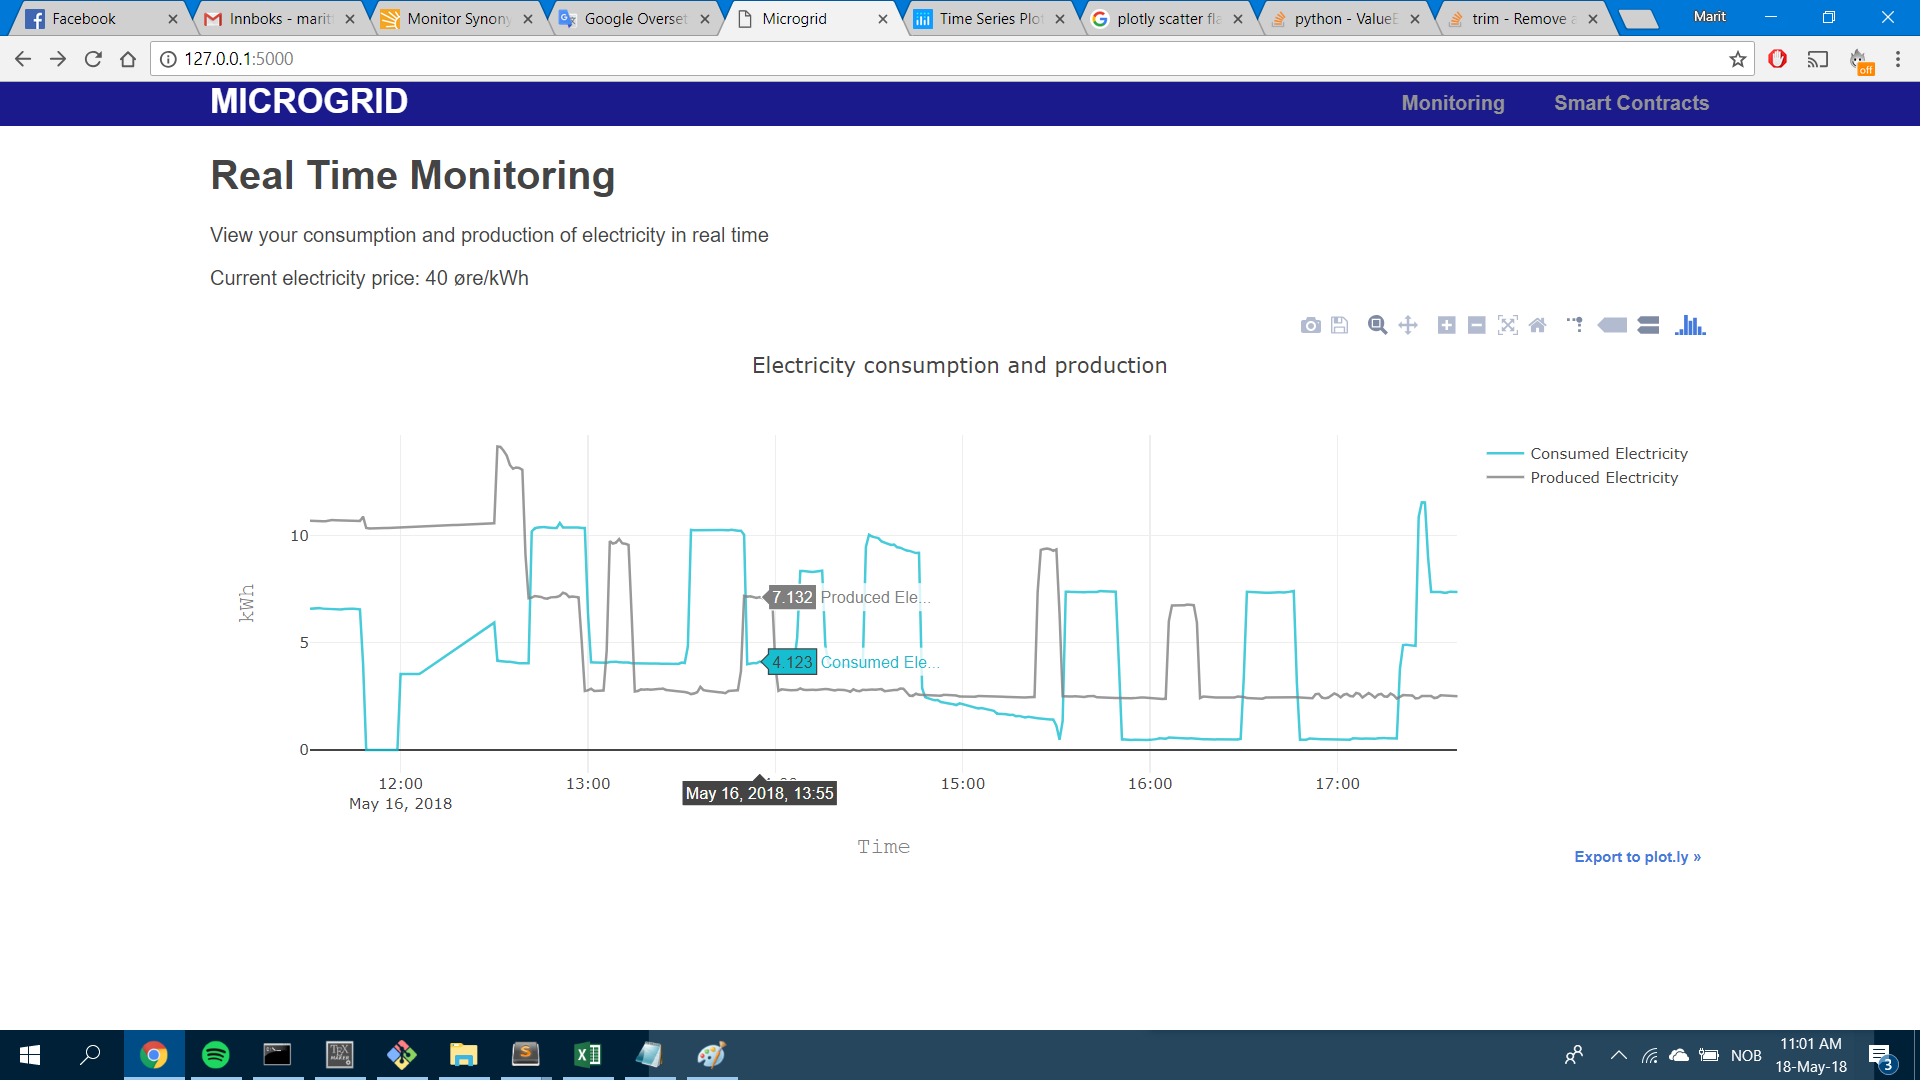 Facebook
Innboks - marit
Monitor Synony
Google Overset
Microgrid
Time Series Plot
plotly scatter fla
python - ValueE
trim - Remove a
Marit
127.0.0.1:5000
off
MICROGRID
Monitoring
Smart Contracts
Real Time Monitoring
View your consumption and production of electricity in real time
Current electricity price: 40 øre/kWh
Electricity consumption and production
Consumed Electricity
Produced Electricity
10
5
0
kWh
7.132 Produced Ele...
4.123 Consumed Ele...
12:00
May 16, 2018
13:00
15:00
16:00
17:00
May 16, 2018, 13:55
Time
Export to plot.ly »
NOB
11:01 AM
18-May-18
3